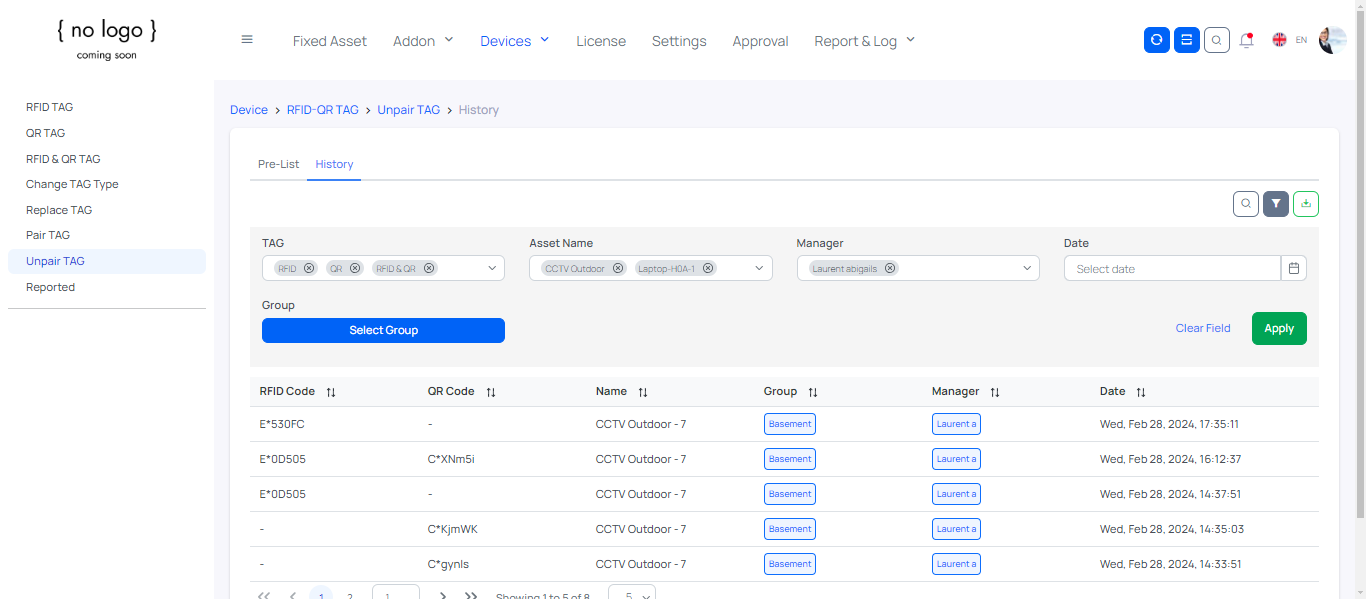 { no logo }
coming soon
Fixed Asset Addon Devices License Settings Approval Report & Log EN
RFID TAG
QR TAG
RFID & QR TAG
Change TAG Type
Replace TAG
Pair TAG
Unpair TAG
Reported
Device > RFID-QR TAG > Unpair TAG > History
Pre-List History
TAG Asset Name Manager Date
RFID QR RFID & QR CCTV Outdoor Laptop-H0A-1 Laurent abigails Select date
Group
Select Group Clear Field Apply
RFID Code QR Code Name Group Manager Date
E*530FC - CCTV Outdoor - 7 Basement Laurent a Wed, Feb 28, 2024, 17:35:11
E*0D505 C*XNm5i CCTV Outdoor - 7 Basement Laurent a Wed, Feb 28, 2024, 16:12:37
E*0D505 - CCTV Outdoor - 7 Basement Laurent a Wed, Feb 28, 2024, 14:37:51
- C*KjmWK CCTV Outdoor - 7 Basement Laurent a Wed, Feb 28, 2024, 14:35:03
- C*gynls CCTV Outdoor - 7 Basement Laurent a Wed, Feb 28, 2024, 14:33:51
1 2 1 Showing 1 to 5 of 8 5